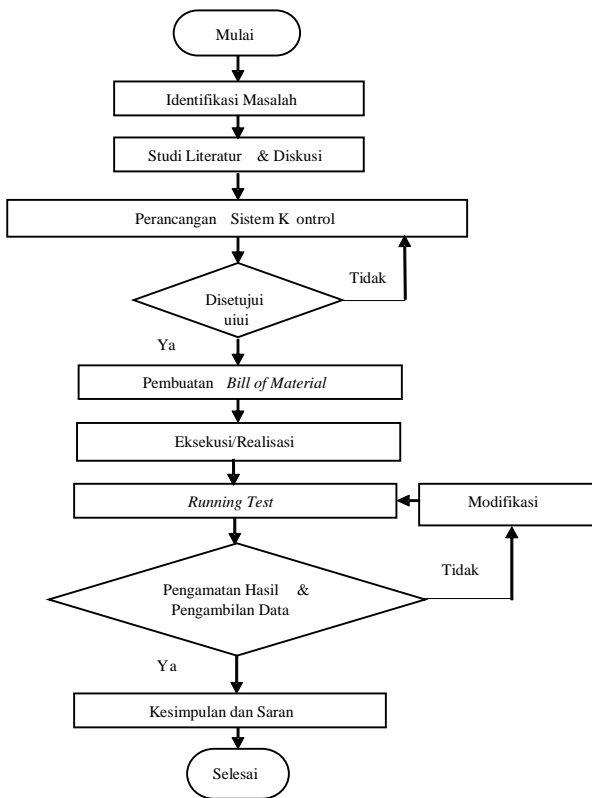 Mulai
Identifikasi Masalah
Studi Literatur & Diskusi
Perancangan Sistem K ontrol
Tidak
Disetujui
uiui
Ya
Pembuatan Bill of Material
Eksekusi/Realisasi
Running Test
Modifikasi
Tidak
Pengamatan Hasil &
Pengambilan Data
Ya
Kesimpulan dan Saran
Selesai